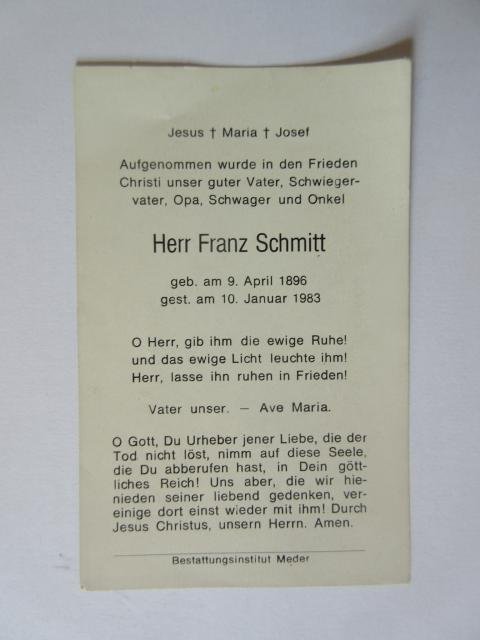 Jesus † Maria † Josef
Aufgenommen wurde in den Frieden
Christi unser guter Vater, Schwieger-
vater, Opa, Schwager und Onkel
Herr Franz Schmitt
geb. am 9. April 1896
gest. am 10. Januar 1983
O Herr, gib ihm die ewige Ruhe!
und das ewige Licht leuchte ihm!
Herr, lasse ihn ruhen in Frieden!
Vater unser. — Ave Maria.
O Gott, Du Urheber jener Liebe, die der
Tod nicht löst, nimm auf diese Seele,
die Du abberufen hast, in Dein gött-
liches Reich! Uns aber, die wir hie-
nieden seiner liebend gedenken, ver-
einige dort einst wieder mit ihm! Durch
Jesus Christus, unsern Herrn. Amen.
Bestattungsinstitut Meder